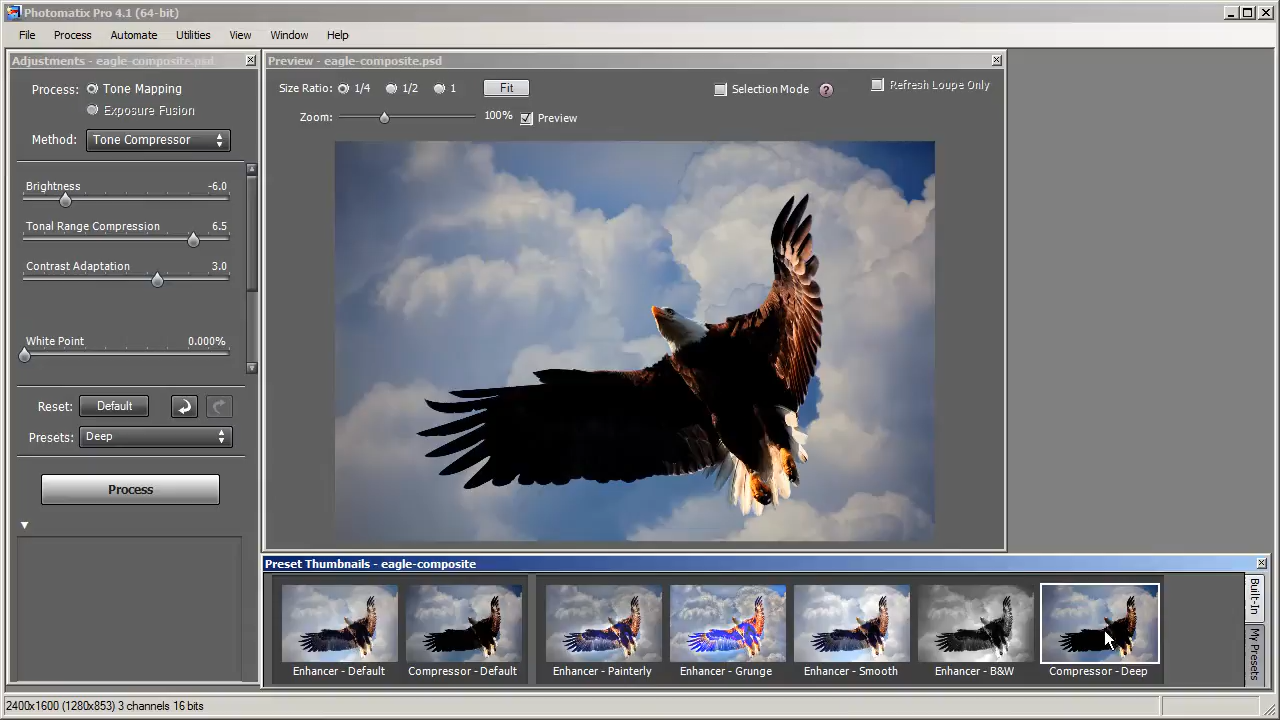 Photomatix Pro 4.1 (64-bit)
File Process Automate Utilities View Window Help
Adjustments - eagle-composite.psd
Process: Tone Mapping
Exposure Fusion
Method: Tone Compressor
Brightness -6.0
Tonal Range Compression 6.5
Contrast Adaptation 3.0
White Point 0.000%
Reset: Default
Presets: Deep
Process
Preview - eagle-composite.psd
Size Ratio: 1/4 1/2 1 Fit Selection Mode ? Refresh Loupe Only
Zoom: 100% Preview
Preset Thumbnails - eagle-composite
Enhancer - Default Compressor - Default Enhancer - Painterly Enhancer - Grunge Enhancer - Smooth Enhancer - B&W Compressor - Deep
Built-In
My Presets
2400x1600 (1280x853) 3 channels 16 bits